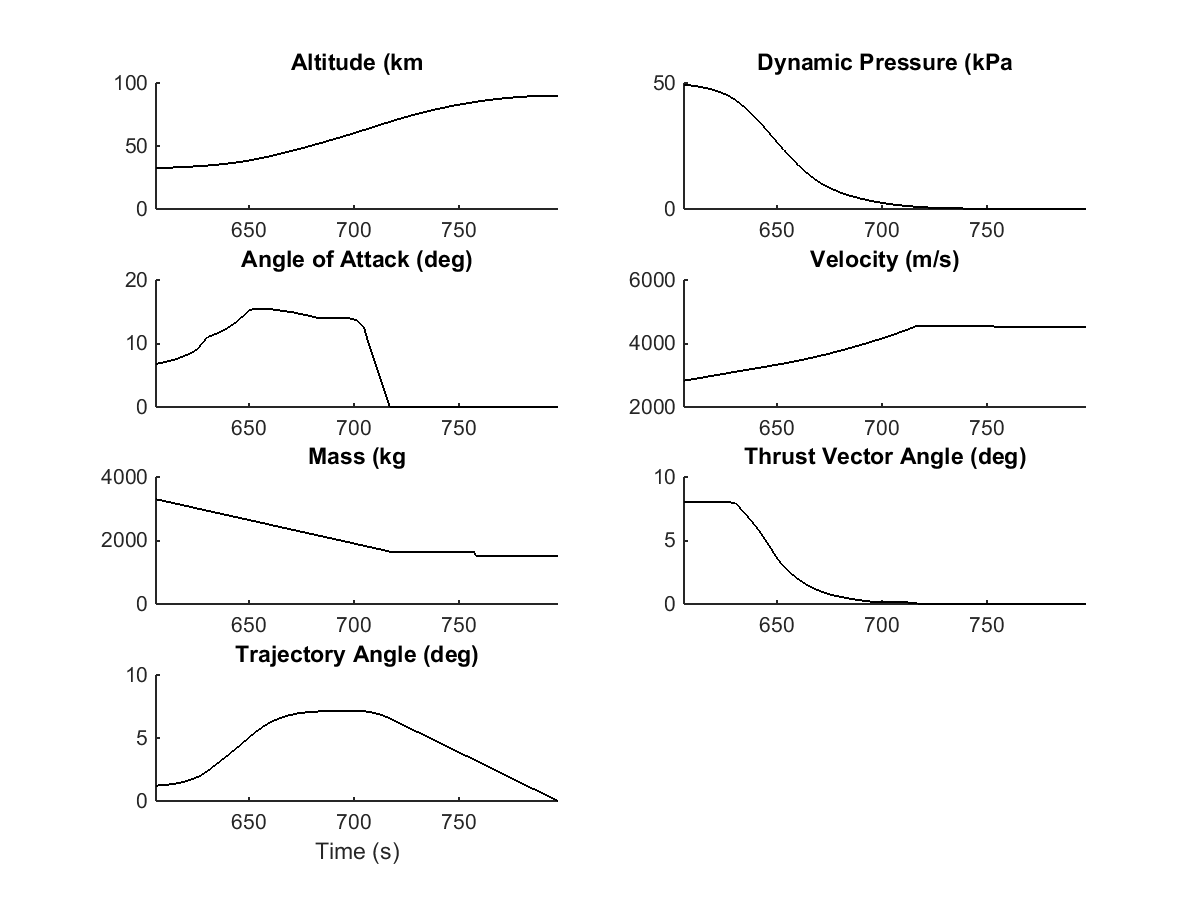 Altitude (km
100
50
0
650 700 750
Dynamic Pressure (kPa
50
0
650 700 750
Angle of Attack (deg)
20
10
0
650 700 750
Velocity (m/s)
6000
4000
2000
650 700 750
Mass (kg
4000
2000
0
650 700 750
Thrust Vector Angle (deg)
10
5
0
650 700 750
Trajectory Angle (deg)
10
5
0
650 700 750
Time (s)